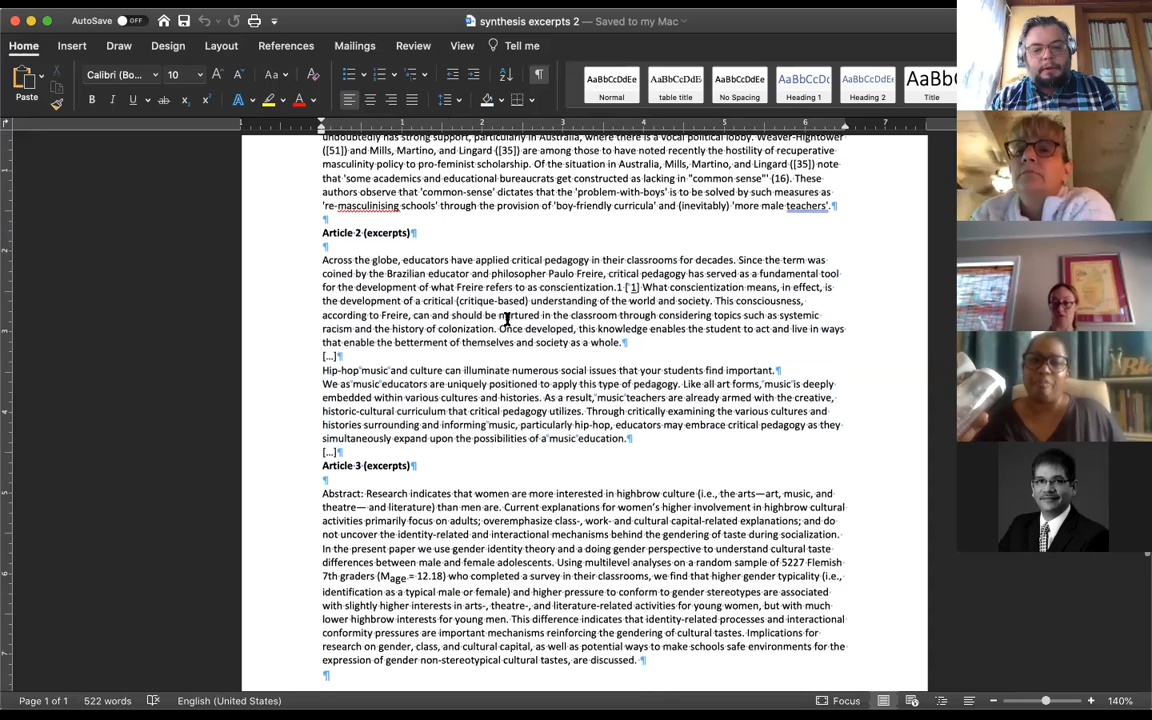 AutoSave OFF
synthesis excerpts 2 — Saved to my Mac
Home Insert Draw Design Layout References Mailings Review View Tell me
Paste
Calibri (Bo... 10
AaBbCcDdEe AaBbCcDdEe AaBbCcDdEe AaBbCcDc AaBbCcDdEe AaBbC
Normal table title No Spacing Heading 1 Heading 2 Title
1 1 2 3 4 5 6 7
undoubtedly has strong support, particularly in Australia, where there is a vocal political lobby. Weaver-Hightower
([51]) and Mills, Martino, and Lingard ([35]) are among those to have noted recently the hostility of recuperative
masculinity policy to pro-feminist scholarship. Of the situation in Australia, Mills, Martino, and Lingard ([35]) note
that 'some academics and educational bureaucrats get constructed as lacking in "common sense"' (16). These
authors observe that 'common-sense' dictates that the 'problem-with-boys' is to be solved by such measures as
're-masculinising schools' through the provision of 'boy-friendly curricula' and (inevitably) 'more male teachers'.¶
¶
Article 2 (excerpts)¶
¶
Across the globe, educators have applied critical pedagogy in their classrooms for decades. Since the term was
coined by the Brazilian educator and philosopher Paulo Freire, critical pedagogy has served as a fundamental tool
for the development of what Freire refers to as conscientization.1 [ 1] What conscientization means, in effect, is
the development of a critical (critique-based) understanding of the world and society. This consciousness,
according to Freire, can and should be nurtured in the classroom through considering topics such as systemic
racism and the history of colonization. Once developed, this knowledge enables the student to act and live in ways
that enable the betterment of themselves and society as a whole.¶
[…]¶
Hip-hop music and culture can illuminate numerous social issues that your students find important.¶
We as music educators are uniquely positioned to apply this type of pedagogy. Like all art forms, music is deeply
embedded within various cultures and histories. As a result, music teachers are already armed with the creative,
historic-cultural curriculum that critical pedagogy utilizes. Through critically examining the various cultures and
histories surrounding and informing music, particularly hip-hop, educators may embrace critical pedagogy as they
simultaneously expand upon the possibilities of a music education.¶
[…]¶
Article 3 (excerpts)¶
¶
Abstract: Research indicates that women are more interested in highbrow culture (i.e., the arts—art, music, and
theatre— and literature) than men are. Current explanations for women's higher involvement in highbrow cultural
activities primarily focus on adults; overemphasize class-, work- and cultural capital-related explanations; and do
not uncover the identity-related and interactional mechanisms behind the gendering of taste during socialization.
In the present paper we use gender identity theory and a doing gender perspective to understand cultural taste
differences between male and female adolescents. Using multilevel analyses on a random sample of 5227 Flemish
7th graders (Mage = 12.18) who completed a survey in their classrooms, we find that higher gender typicality (i.e.,
identification as a typical male or female) and higher pressure to conform to gender stereotypes are associated
with slightly higher interests in arts-, theatre-, and literature-related activities for young women, but with much
lower highbrow interests for young men. This difference indicates that identity-related processes and interactional
conformity pressures are important mechanisms reinforcing the gendering of cultural tastes. Implications for
research on gender, class, and cultural capital, as well as potential ways to make schools safe environments for the
expression of gender non-stereotypical cultural tastes, are discussed. ¶
¶
Page 1 of 1 522 words English (United States) Focus 140%